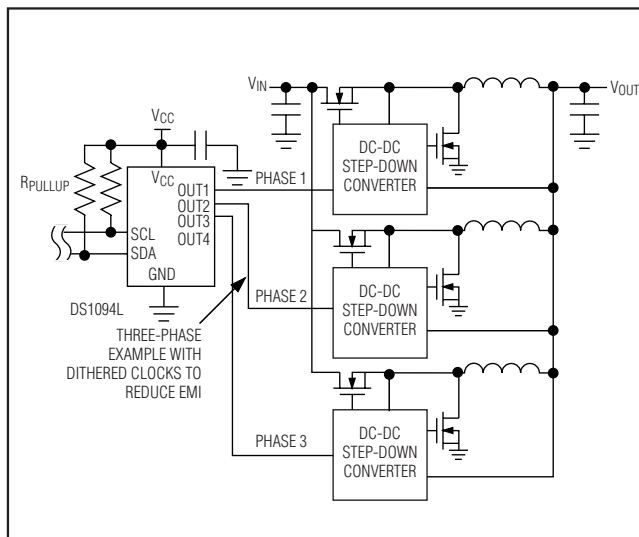 VIN
VOUT
VCC
RPULLUP
VCC
OUT1
OUT2
OUT3
OUT4
SCL
SDA
GND
DS1094L
PHASE 1
DC-DC
STEP-DOWN
CONVERTER
PHASE 2
DC-DC
STEP-DOWN
CONVERTER
THREE-PHASE
EXAMPLE WITH
DITHERED CLOCKS TO
REDUCE EMI
PHASE 3
DC-DC
STEP-DOWN
CONVERTER